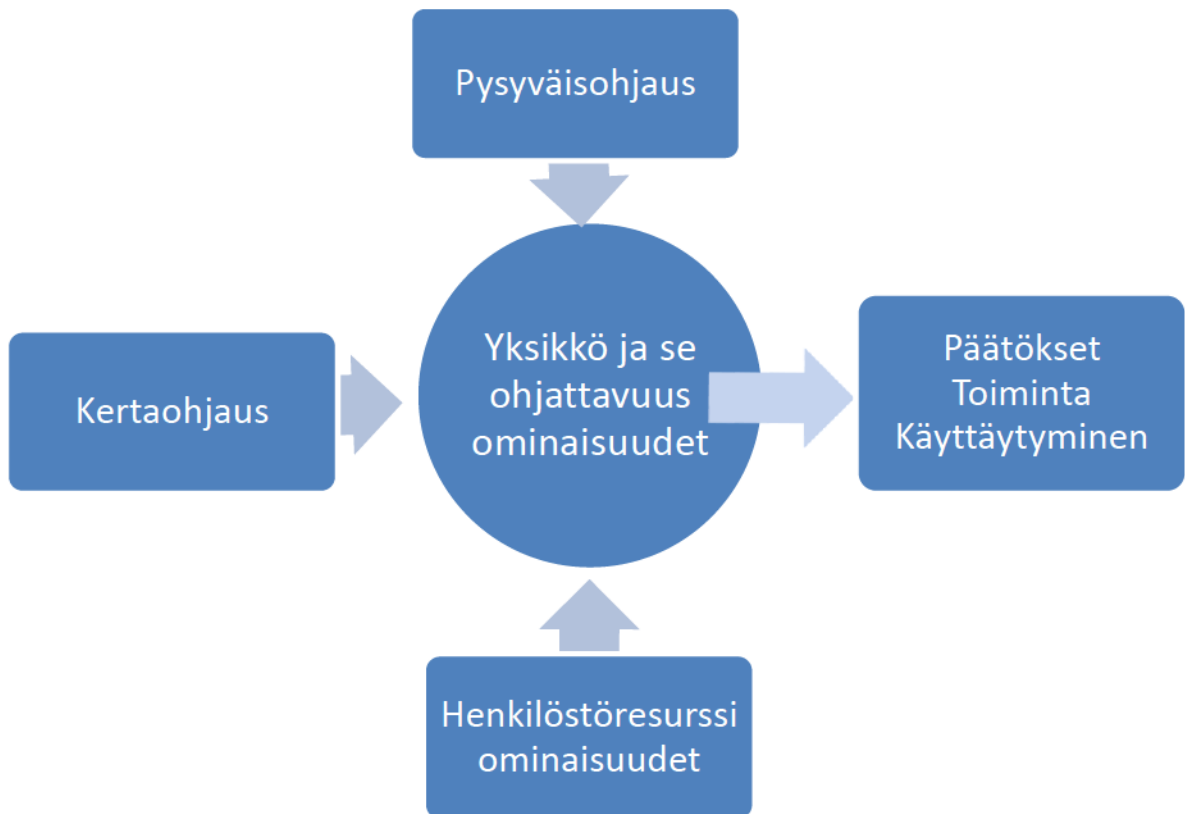 Pysyväisohjaus
Kertaohjaus
Yksikkö ja se
ohjattavuus
ominaisuudet
Päätökset
Toiminta
Käyttäytyminen
Henkilöstöresurssi
ominaisuudet